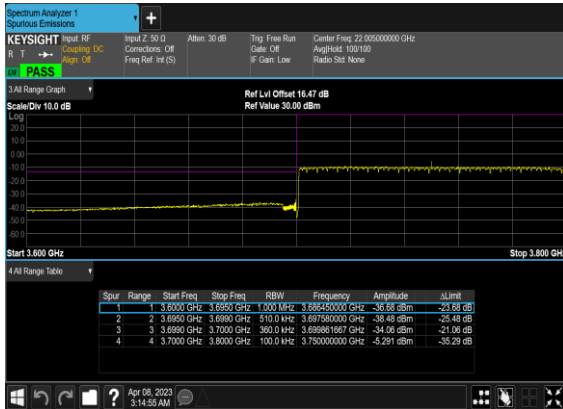 Spectrum Analyzer 1
Spurious Emissions
+
KEYSIGHT Input: RF Input Z: 50 Ω Atten: 30 dB Trig: Free Run Center Freq: 22.005000000 GHz
R T Coupling: DC Corrections: Off Gate: Off Avg|Hold: 100/100
Align: Off Freq Ref: Int (S) IF Gain: Low Radio Std: None
PASS
3 All Range Graph
Ref Lvl Offset 16.47 dB
Scale/Div 10.0 dB Ref Value 30.00 dBm
Log
20.0
10.0
0.00
-10.0
-20.0
-30.0
-40.0
-50.0
-60.0
Start 3.600 GHz Stop 3.800 GH
4 All Range Table
Spur Range Start Freq Stop Freq RBW Frequency Amplitude ΔLimit
1 1 3.6000 GHz 3.6950 GHz 1.000 MHz 3.686450000 GHz -36.68 dBm -23.68 dB
2 2 3.6950 GHz 3.6990 GHz 510.0 kHz 3.697580000 GHz -38.48 dBm -25.48 dB
3 3 3.6990 GHz 3.7000 GHz 360.0 kHz 3.699861667 GHz -34.06 dBm -21.06 dB
4 4 3.7000 GHz 3.8000 GHz 100.0 kHz 3.750000000 GHz -5.291 dBm -35.29 dB
? Apr 08, 2023
3:14:55 AM